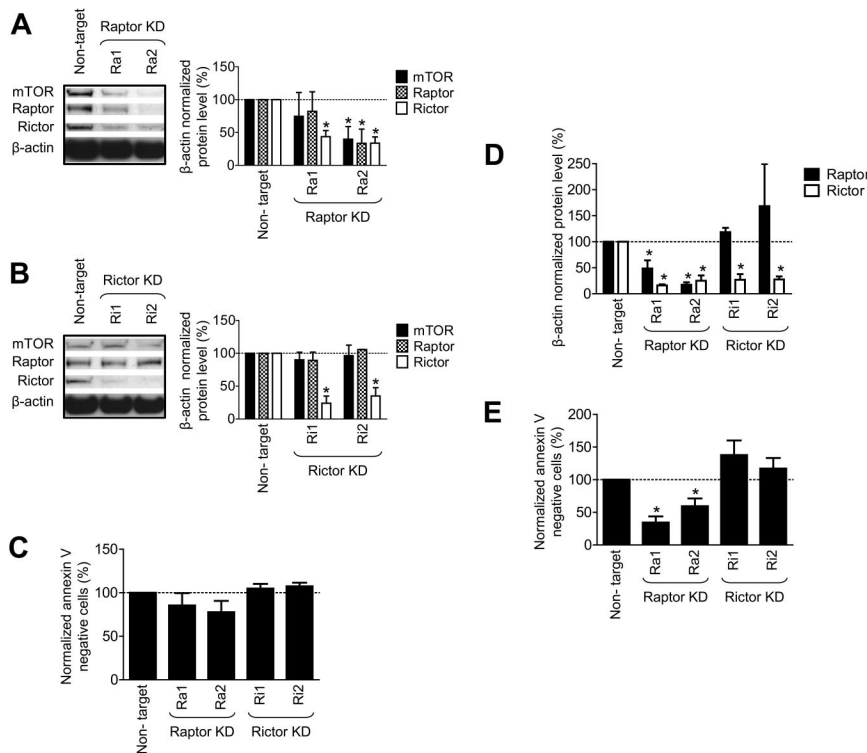 A
Non-target
Raptor KD
Ra1
Ra2
mTOR
Raptor
Rictor
β-actin
β-actin normalized
protein level (%)
150
100
50
0
mTOR
Raptor
Rictor
* * * *
Non- target
Ra1
Ra2
Raptor KD
B
Non-target
Rictor KD
Ri1
Ri2
mTOR
Raptor
Rictor
β-actin
β-actin normalized
protein level (%)
150
100
50
0
mTOR
Raptor
Rictor
* *
Non- target
Ri1
Ri2
Rictor KD
C
Normalized annexin V
negative cells (%)
150
100
50
0
Non- target
Ra1
Ra2
Ri1
Ri2
Raptor KD
Rictor KD
D
β-actin normalized protein level (%)
250
200
150
100
50
0
Raptor
Rictor
* * * * * *
Non- target
Ra1
Ra2
Ri1
Ri2
Raptor KD
Rictor KD
E
Normalized annexin V
negative cells (%)
200
150
100
50
0
* *
Non- target
Ra1
Ra2
Ri1
Ri2
Raptor KD
Rictor KD